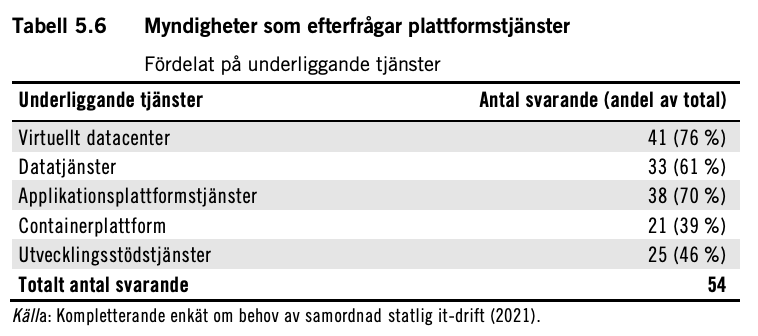 Tabell 5.6 Myndigheter som efterfrågar plattformstjänster
Fördelat på underliggande tjänster
Underliggande tjänster Antal svarande (andel av total)
Virtuellt datacenter 41 (76 %)
Datatjänster 33 (61 %)
Applikationsplattformstjänster 38 (70 %)
Containerplattform 21 (39 %)
Utvecklingsstödstjänster 25 (46 %)
Totalt antal svarande 54
Källa: Kompletterande enkät om behov av samordnad statlig it-drift (2021).